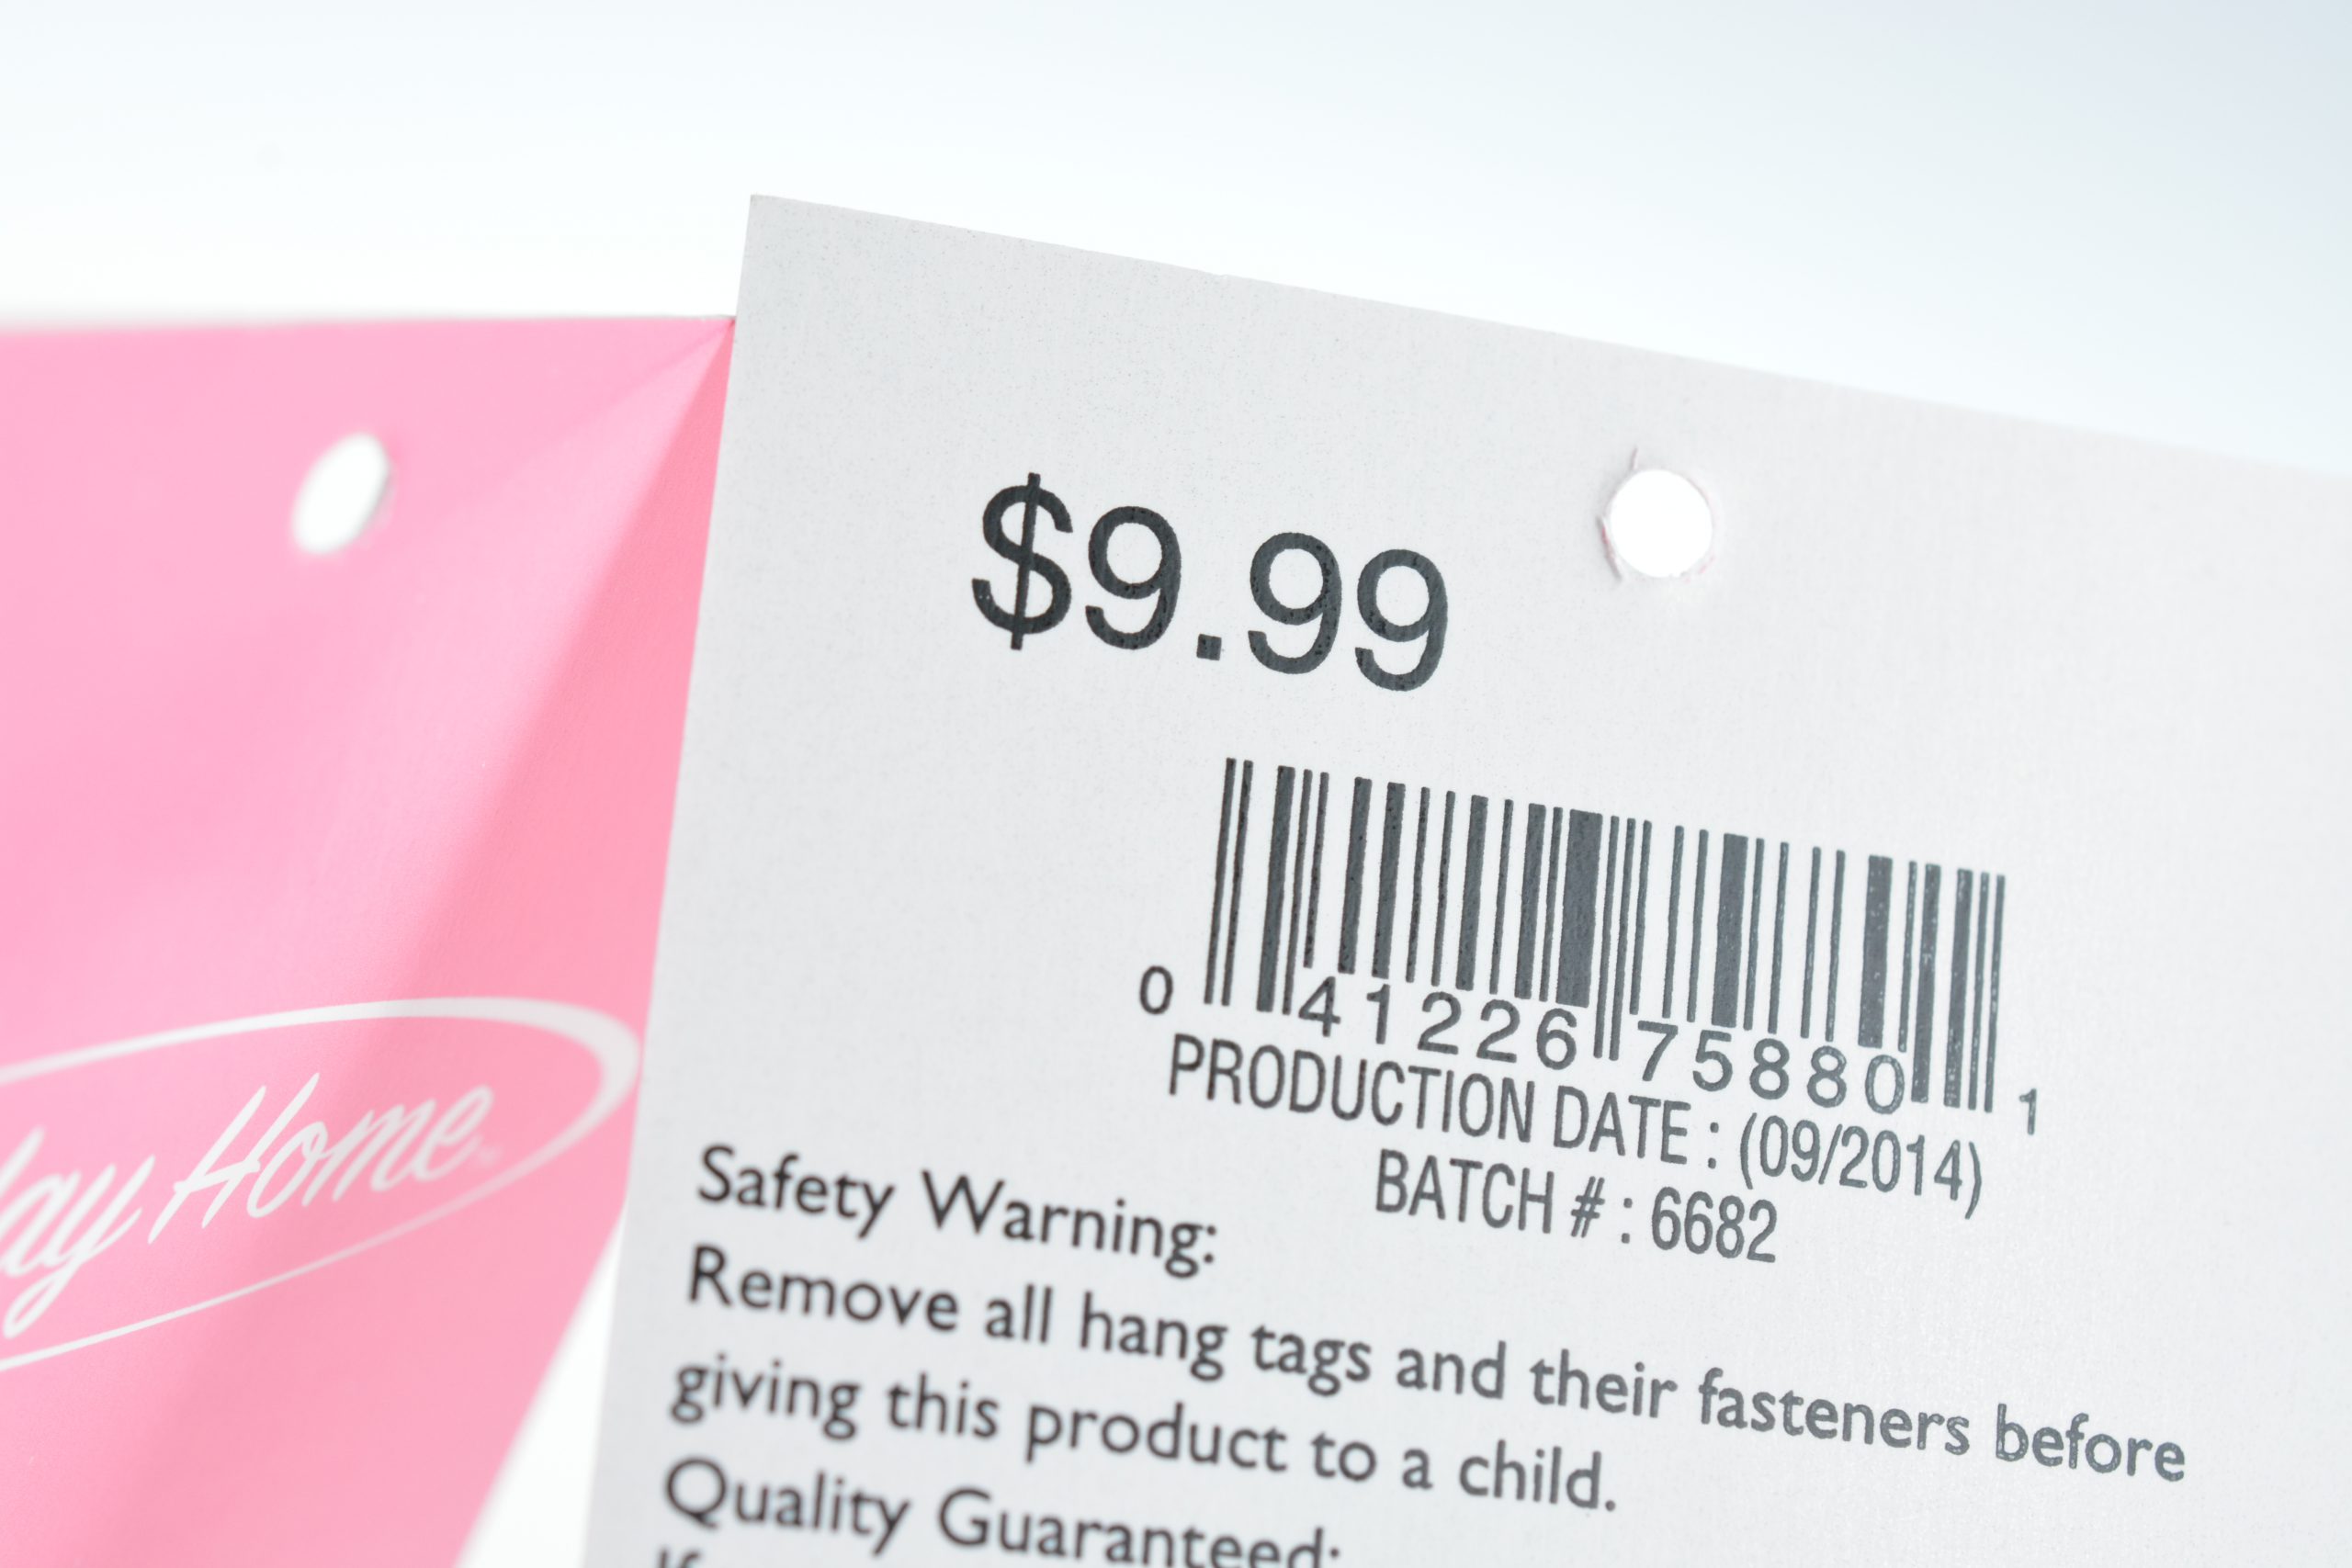 $9.99
0 41226 75880 1
PRODUCTION DATE : (09/2014)
BATCH # : 6682
Safety Warning:
Remove all hang tags and their fasteners before
giving this product to a child.
Quality Guaranteed:
If
Home